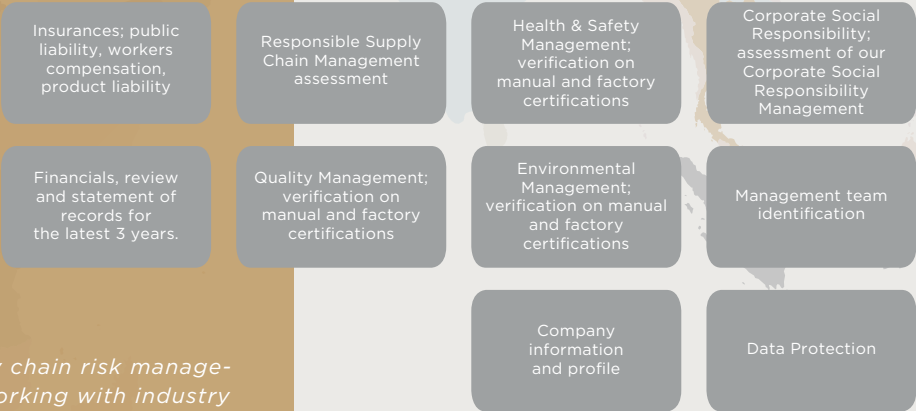 Insurances; public
liability, workers
compensation,
product liability
Responsible Supply
Chain Management
assessment
Health & Safety
Management;
verification on
manual and factory
certifications
Corporate Social
Responsibility;
assessment of our
Corporate Social
Responsibility
Management
Financials, review
and statement of
records for
the latest 3 years.
Quality Management;
verification on
manual and factory
certifications
Environmental
Management;
verification on manual
and factory
certifications
Management team
identification
Company
information
and profile
Data Protection
chain risk manage-
orking with industry